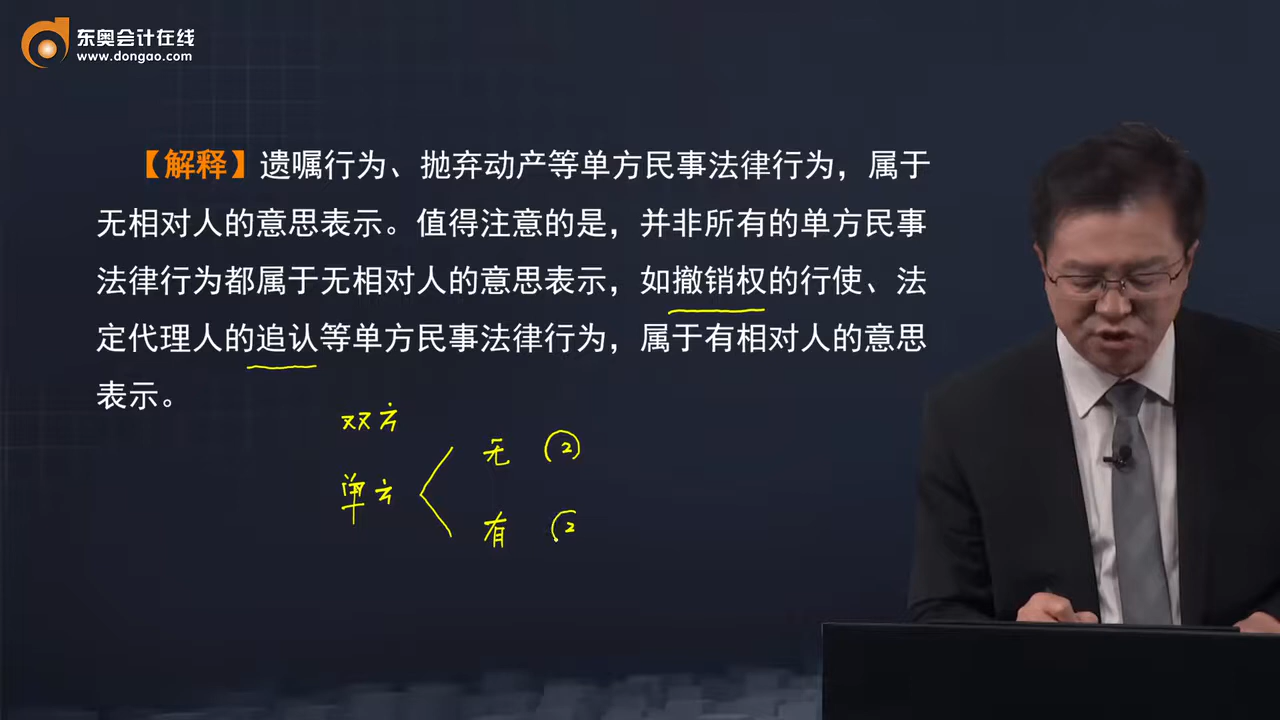 东奥会计在线
www.dongao.com
【解释】遗嘱行为、抛弃动产等单方民事法律行为，属于
无相对人的意思表示。值得注意的是，并非所有的单方民事
法律行为都属于无相对人的意思表示，如撤销权的行使、法
定代理人的追认等单方民事法律行为，属于有相对人的意思
表示。
双方
无 ②
单方
有 ②